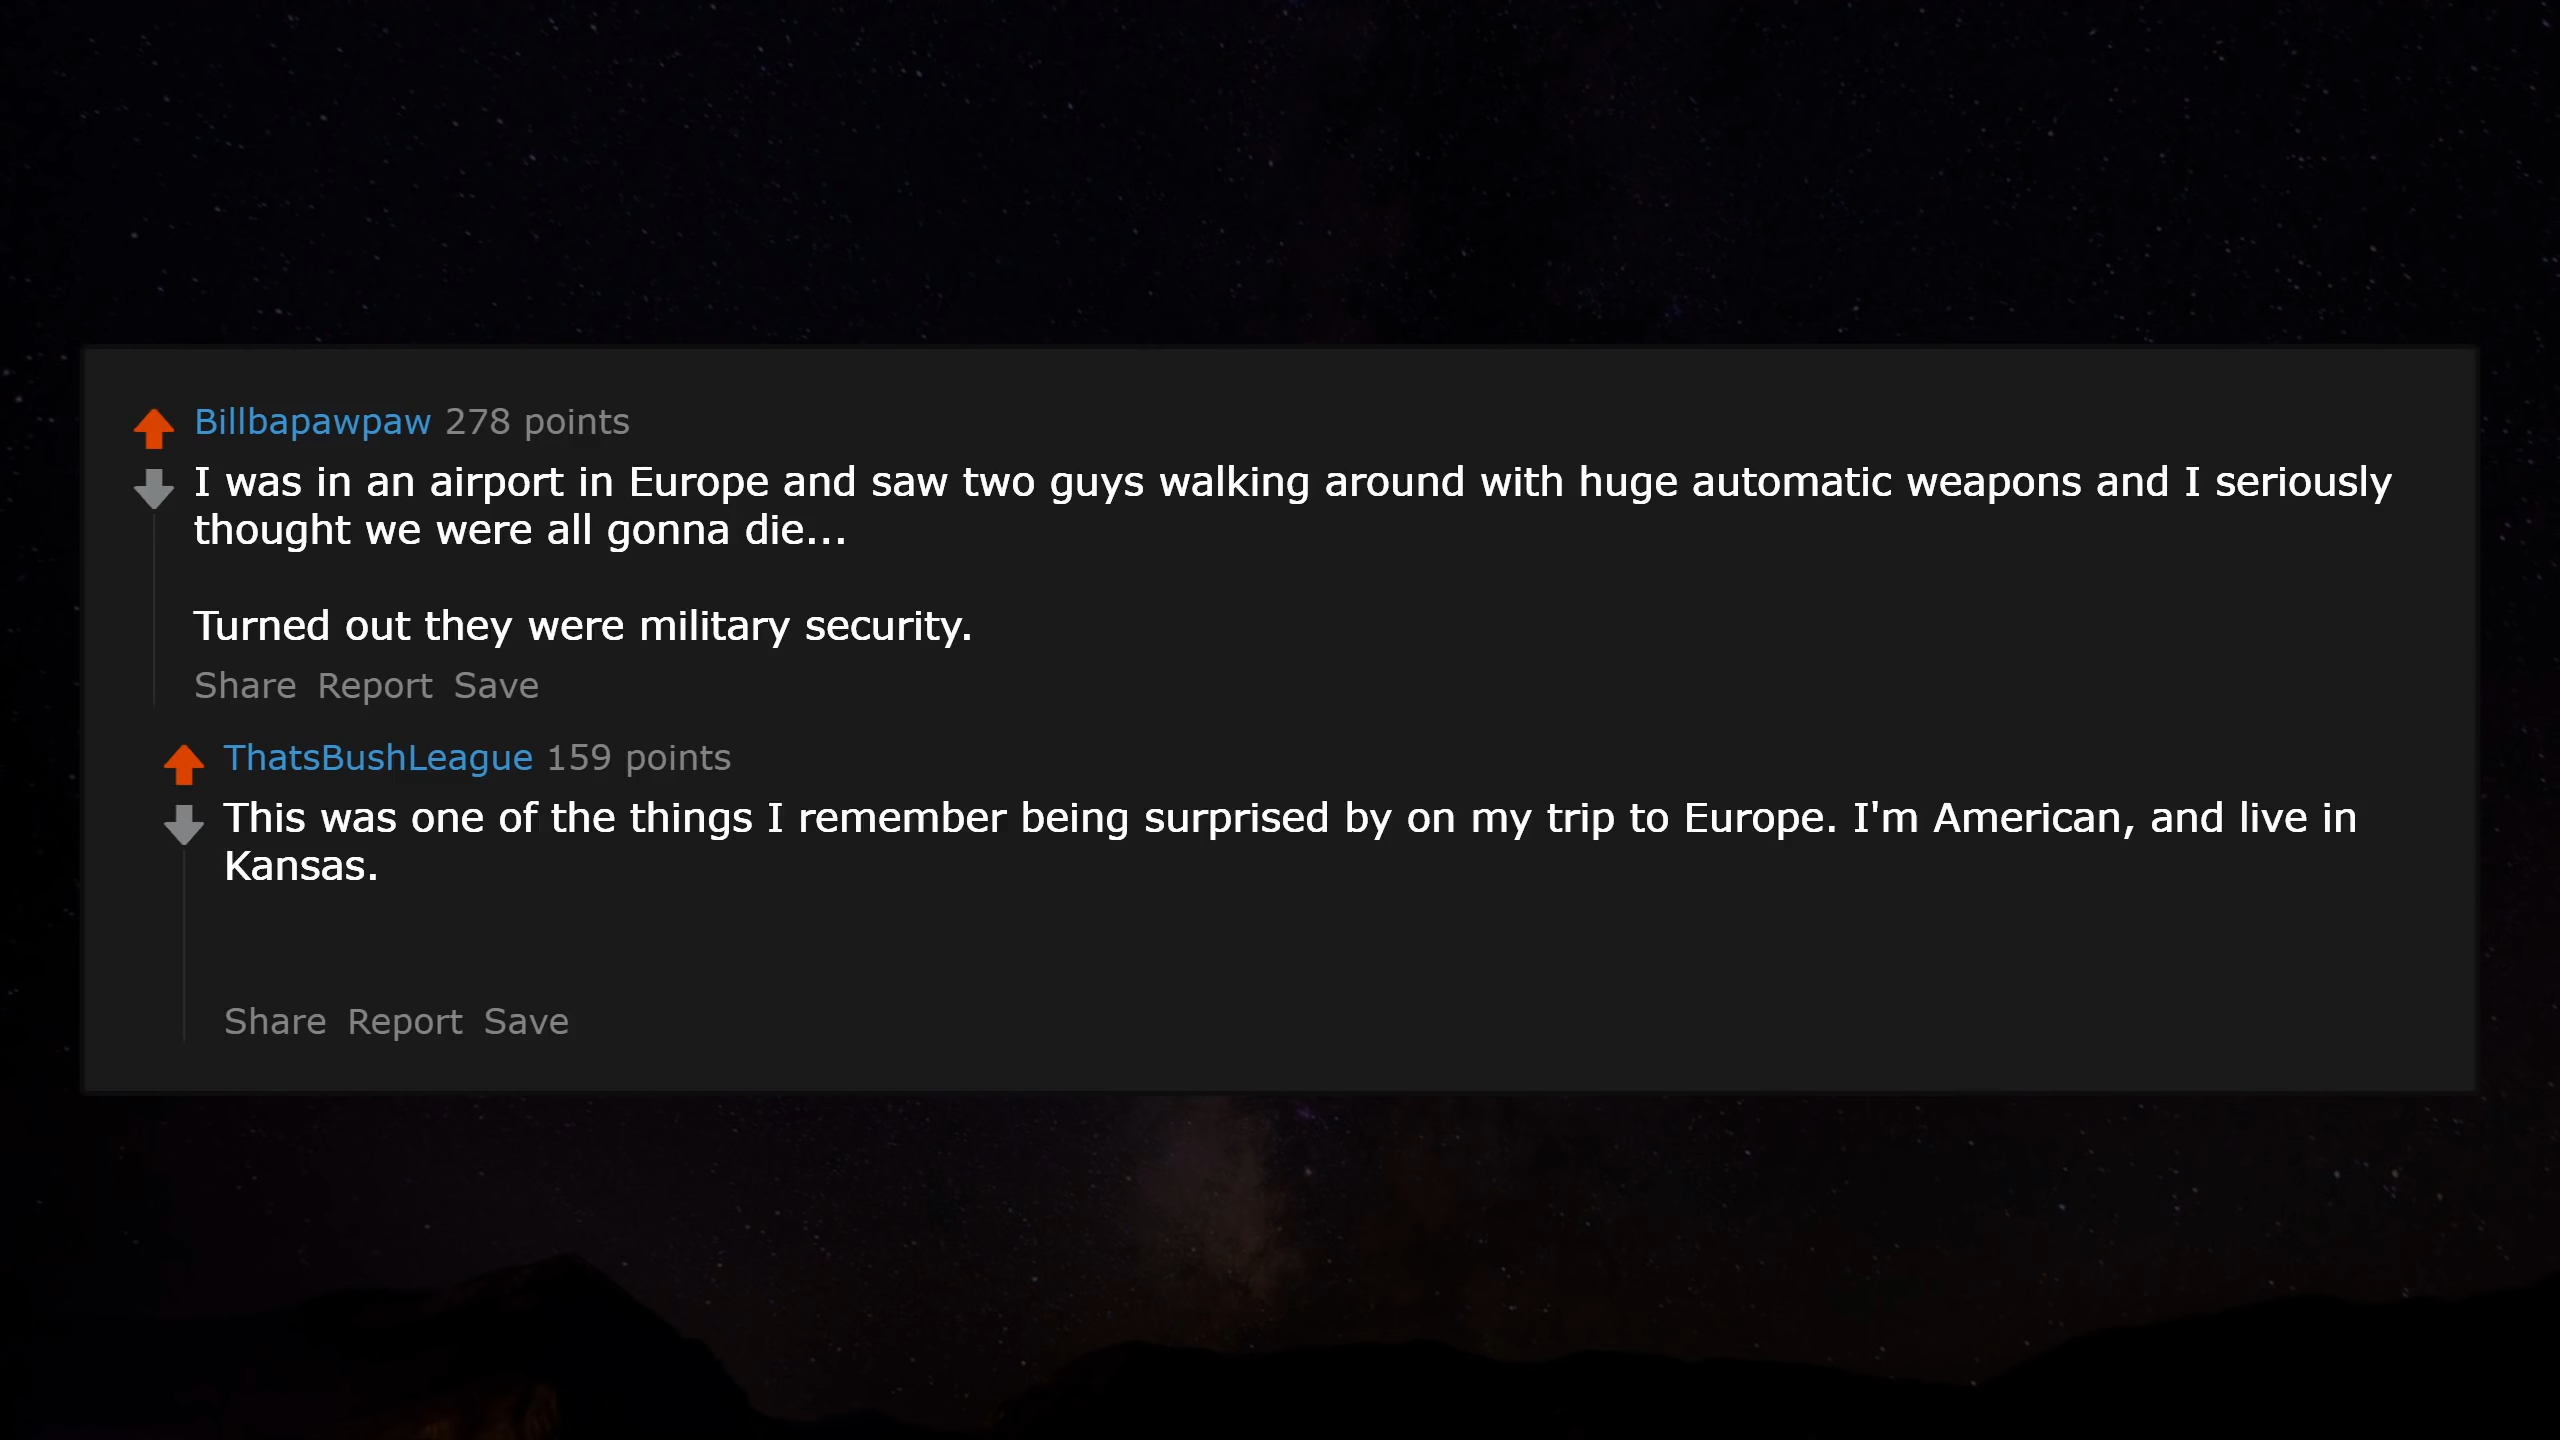 Billbapawpaw 278 points
I was in an airport in Europe and saw two guys walking around with huge automatic weapons and I seriously
thought we were all gonna die...
Turned out they were military security.
Share Report Save
ThatsBushLeague 159 points
This was one of the things I remember being surprised by on my trip to Europe. I'm American, and live in
Kansas.
Share Report Save